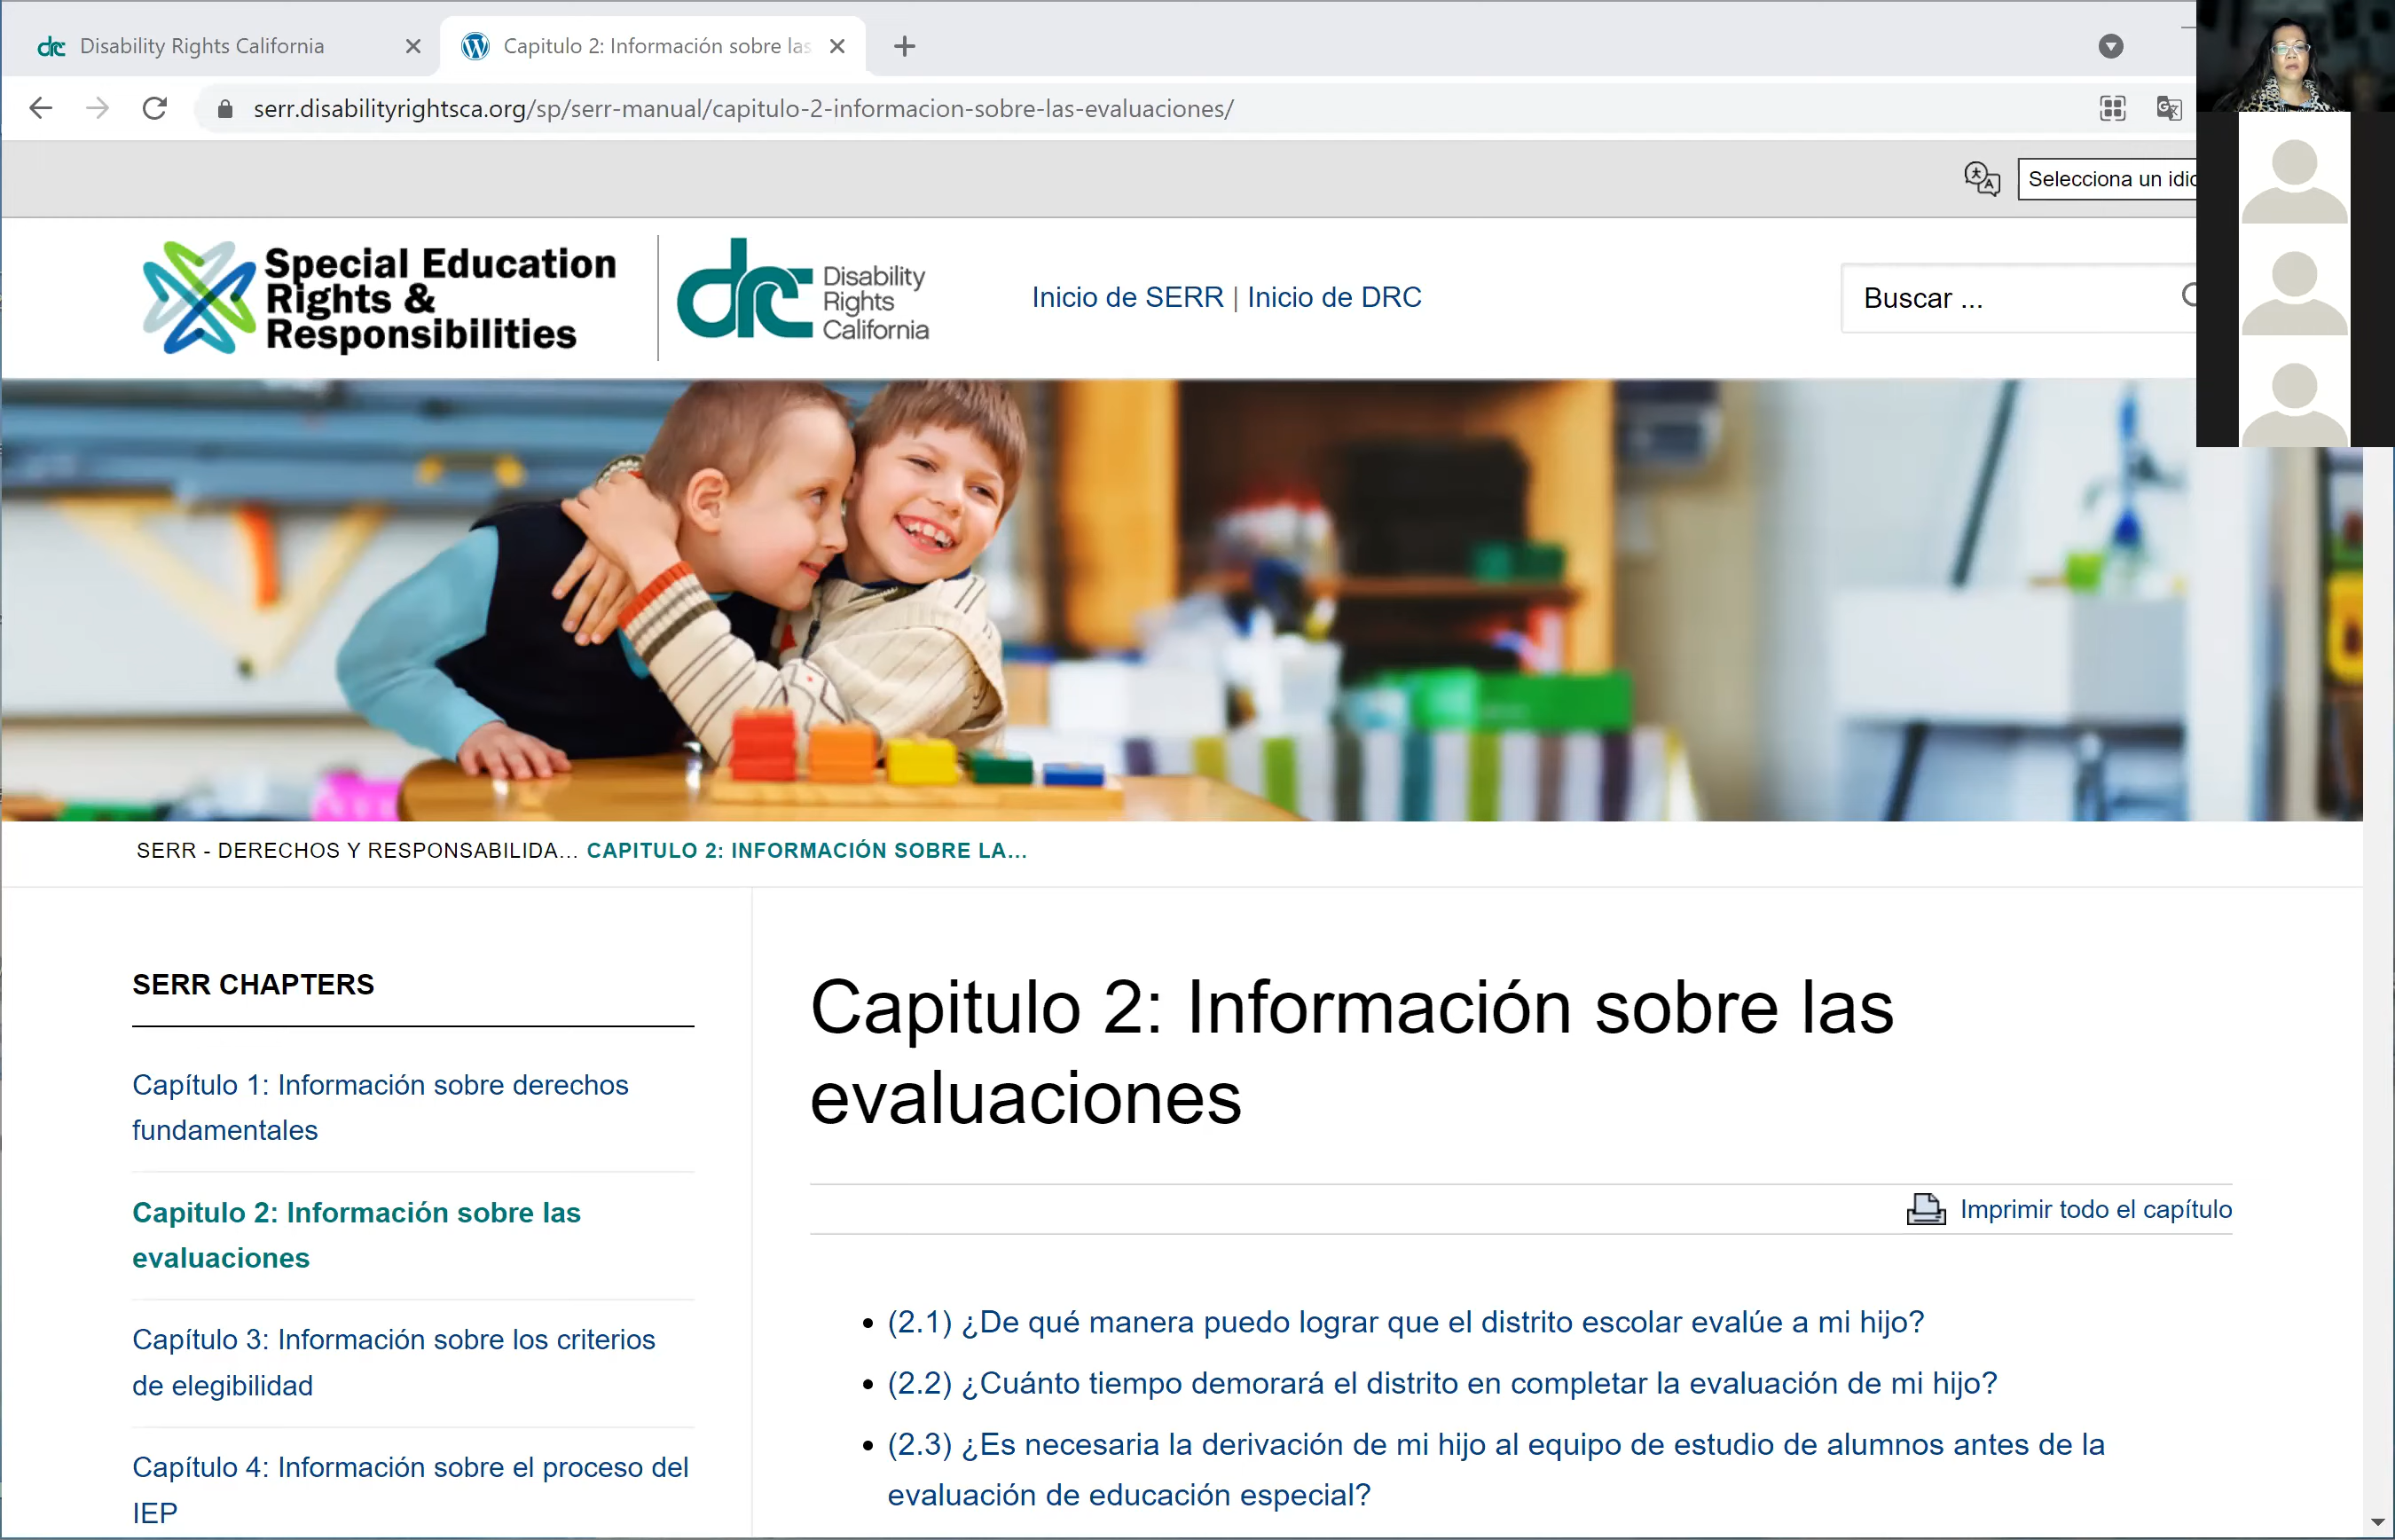 Disability Rights California
Capitulo 2: Información sobre las
serr.disabilityrightsca.org/sp/serr-manual/capitulo-2-informacion-sobre-las-evaluaciones/
Selecciona un idio
Special Education
Rights &
Responsibilities
drc
Disability
Rights
California
Inicio de SERR | Inicio de DRC
Buscar ...
SERR - DERECHOS Y RESPONSABILIDA... CAPITULO 2: INFORMACIÓN SOBRE LA...
SERR CHAPTERS
Capítulo 1: Información sobre derechos
fundamentales
Capitulo 2: Información sobre las
evaluaciones
Capítulo 3: Información sobre los criterios
de elegibilidad
Capítulo 4: Información sobre el proceso del
IEP
Capitulo 2: Información sobre las
evaluaciones
Imprimir todo el capítulo
• (2.1) ¿De qué manera puedo lograr que el distrito escolar evalúe a mi hijo?
• (2.2) ¿Cuánto tiempo demorará el distrito en completar la evaluación de mi hijo?
• (2.3) ¿Es necesaria la derivación de mi hijo al equipo de estudio de alumnos antes de la
evaluación de educación especial?